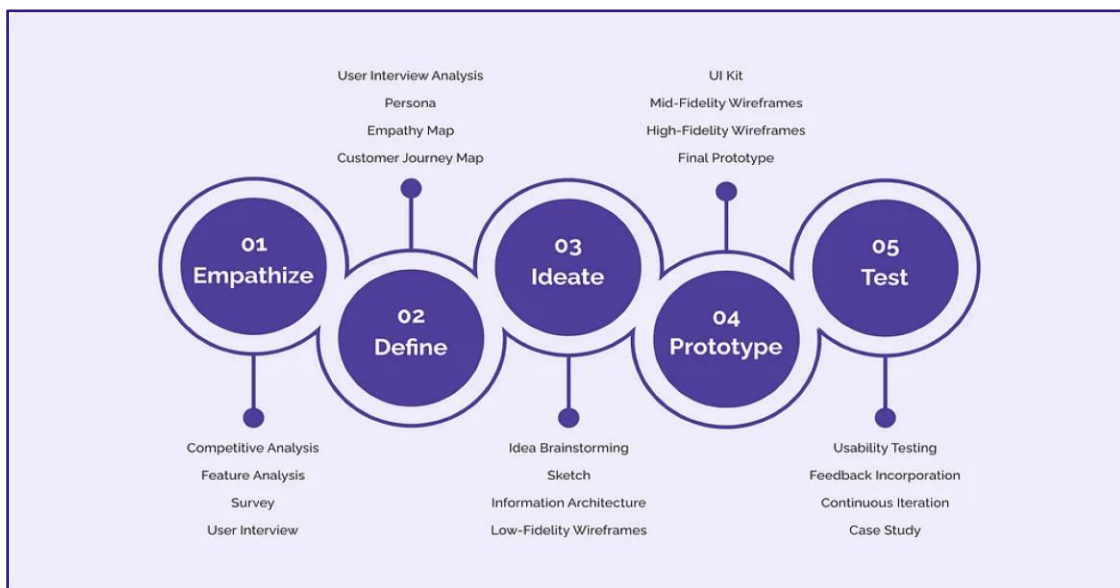 User Interview Analysis
Persona
Empathy Map
Customer Journey Map
UI Kit
Mid-Fidelity Wireframes
High-Fidelity Wireframes
Final Prototype
01
Empathize
02
Define
03
Ideate
04
Prototype
05
Test
Competitive Analysis
Feature Analysis
Survey
User Interview
Idea Brainstorming
Sketch
Information Architecture
Low-Fidelity Wireframes
Usability Testing
Feedback Incorporation
Continuous Iteration
Case Study